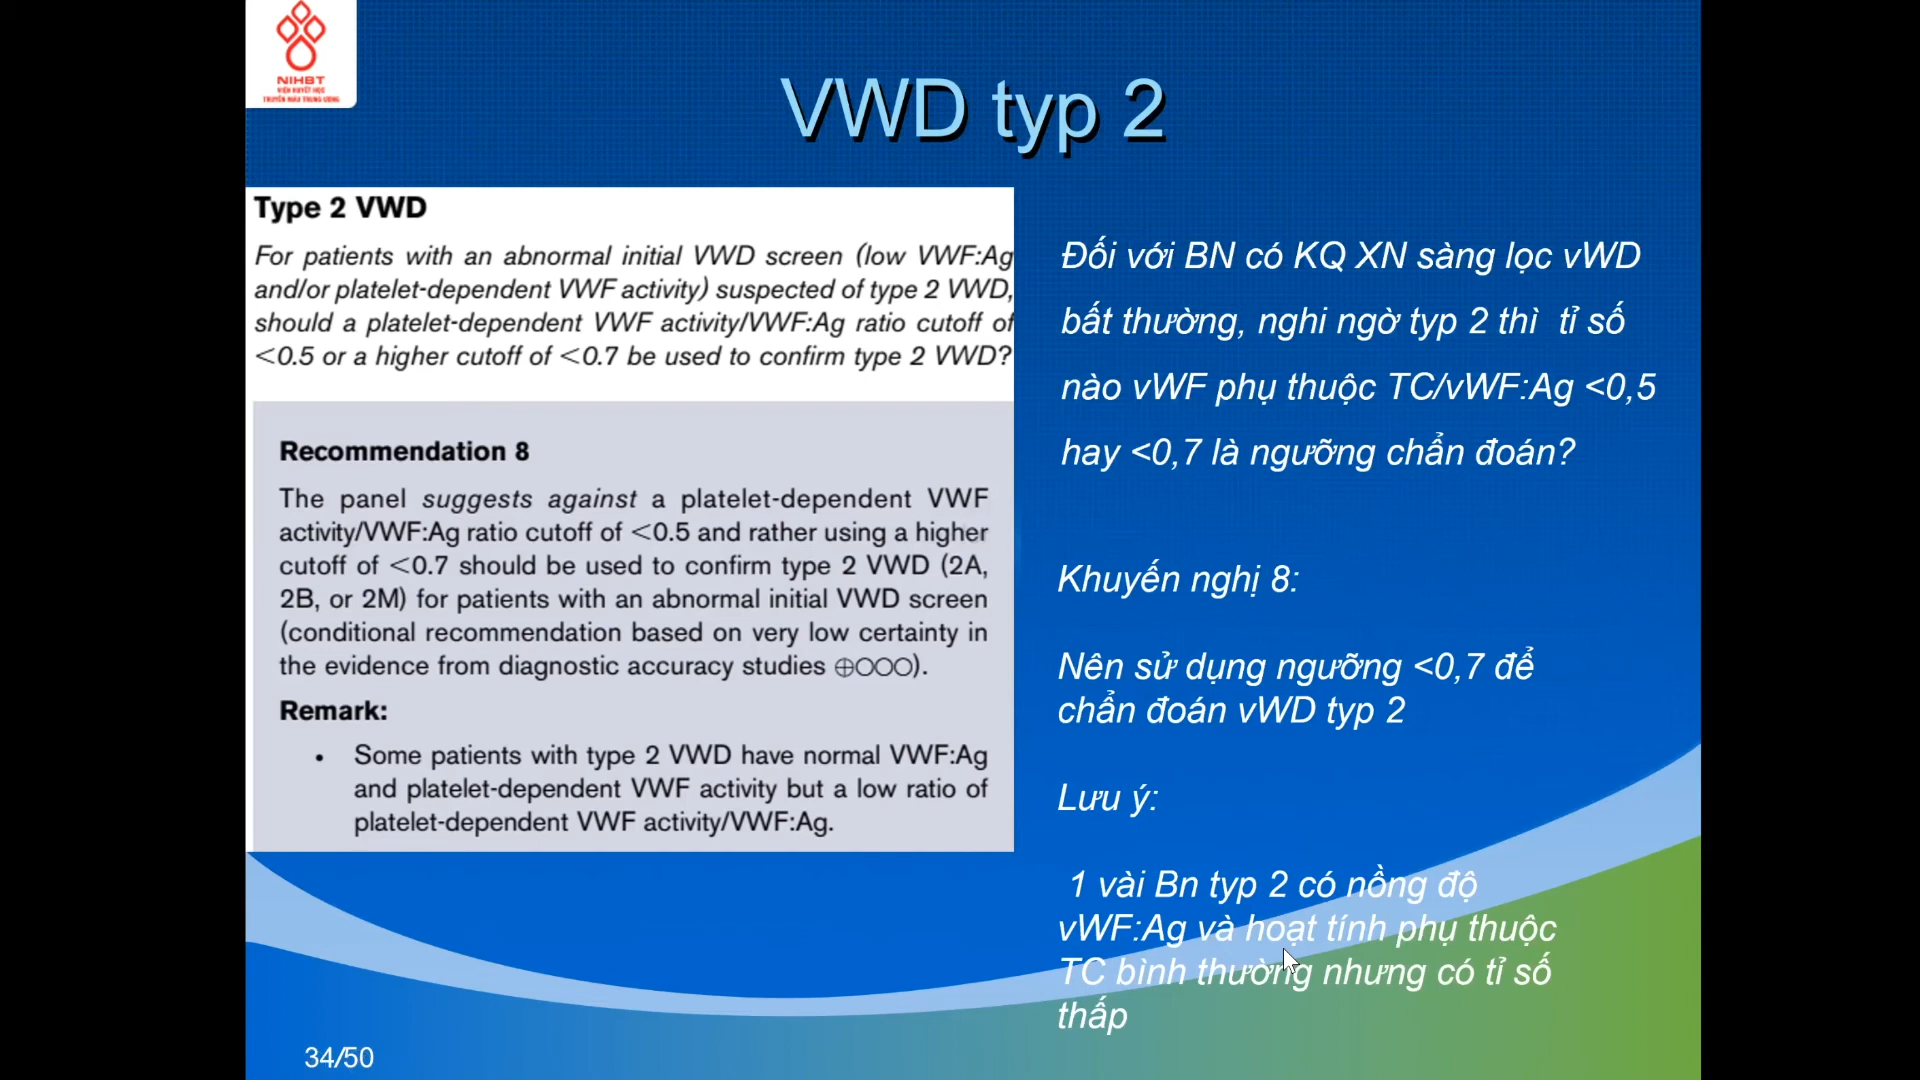 NIHBT
VIỆN HUYẾT HỌC
TRUYỀN MÁU TRUNG ƯƠNG
VWD typ 2
Type 2 VWD
For patients with an abnormal initial VWD screen (low VWF:Ag
and/or platelet-dependent VWF activity) suspected of type 2 VWD,
should a platelet-dependent VWF activity/VWF:Ag ratio cutoff of
<0.5 or a higher cutoff of <0.7 be used to confirm type 2 VWD?
Recommendation 8
The panel suggests against a platelet-dependent VWF
activity/VWF:Ag ratio cutoff of <0.5 and rather using a higher
cutoff of <0.7 should be used to confirm type 2 VWD (2A,
2B, or 2M) for patients with an abnormal initial VWD screen
(conditional recommendation based on very low certainty in
the evidence from diagnostic accuracy studies ⊕○○○).
Remark:
• Some patients with type 2 VWD have normal VWF:Ag
and platelet-dependent VWF activity but a low ratio of
platelet-dependent VWF activity/VWF:Ag.
Đối với BN có KQ XN sàng lọc vWD
bất thường, nghi ngờ typ 2 thì tỉ số
nào vWF phụ thuộc TC/vWF:Ag <0,5
hay <0,7 là ngưỡng chẩn đoán?
Khuyến nghị 8:
Nên sử dụng ngưỡng <0,7 để
chẩn đoán vWD typ 2
Lưu ý:
1 vài Bn typ 2 có nồng độ
vWF:Ag và hoạt tính phụ thuộc
TC bình thường nhưng có tỉ số
thấp
34/50